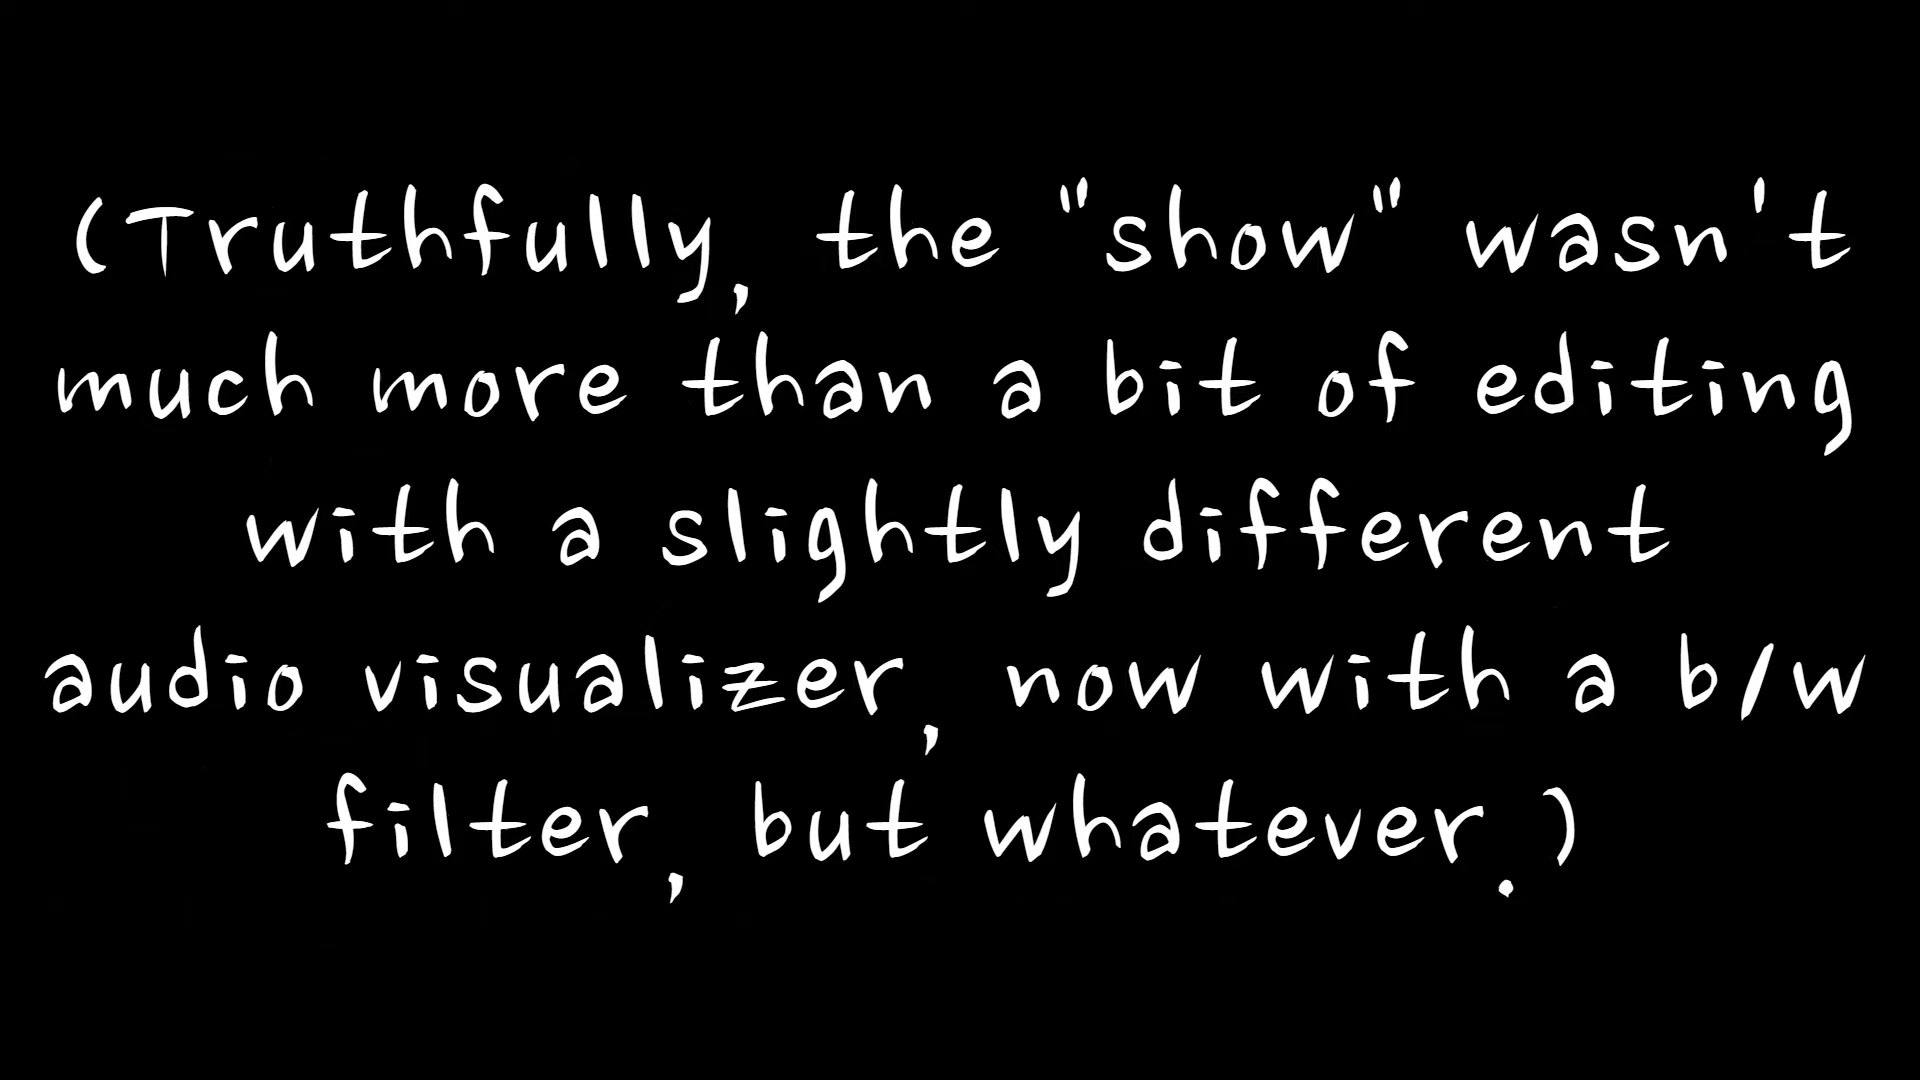 (Truthfully, the "show" wasn't
much more than a bit of editing
with a slightly different
audio visualizer, now with a b/w
filter, but whatever.)